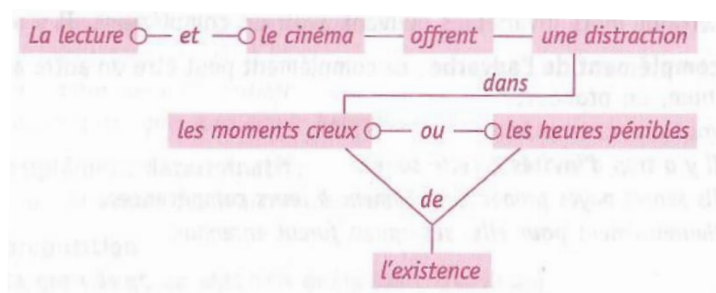 La lecture et le cinéma offrent une distraction
dans
les moments creux ou les heures pénibles
de
l'existence